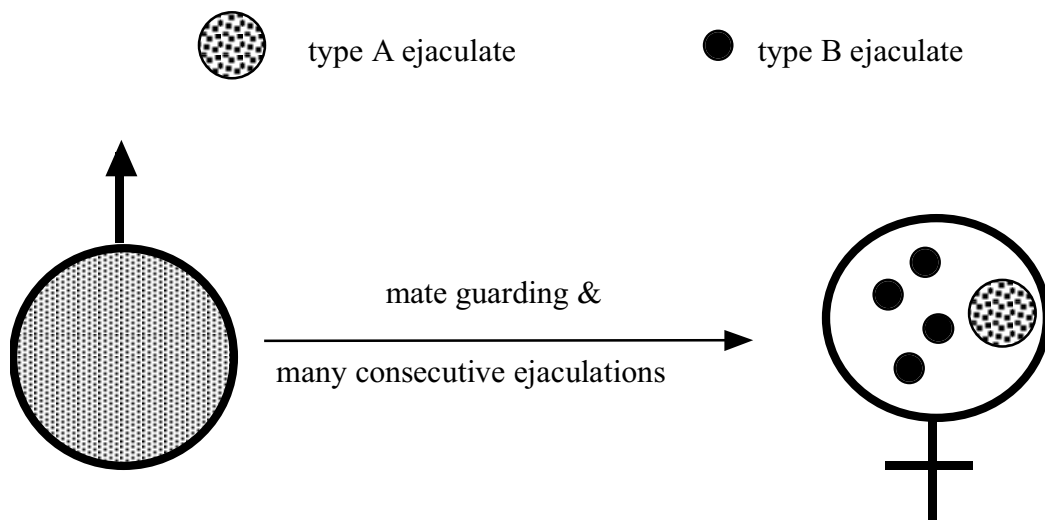 type A ejaculate
type B ejaculate
mate guarding &
many consecutive ejaculations